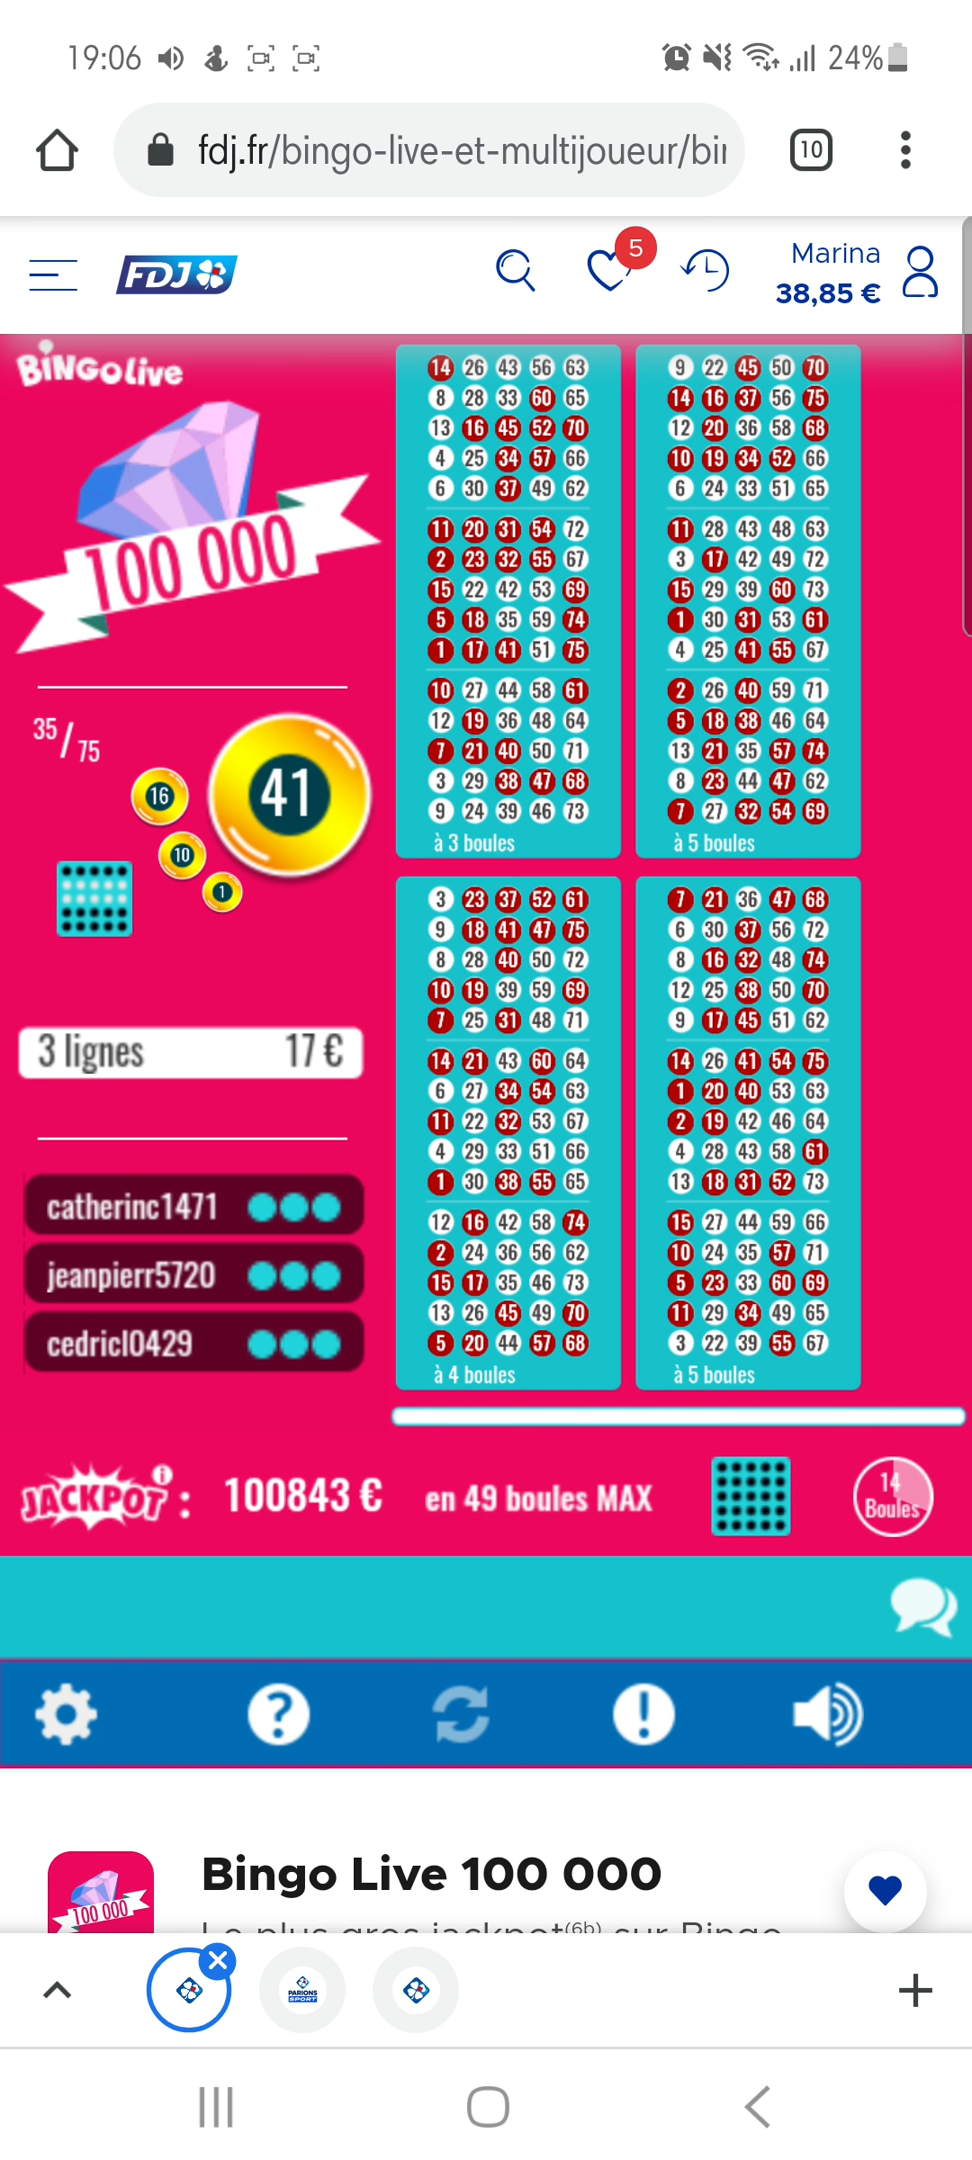 19:06
24%
fdj.fr/bingo-live-et-multijoueur/bin
10
FDJ
5
Marina
38,85 €
BiNGoLive
100 000
35/75
41
16
10
1
3 lignes 17 €
catherinc1471
jeanpierr5720
cedricl0429
14 26 43 56 63
8 28 33 60 65
13 16 45 52 70
4 25 34 57 66
6 30 37 49 62
11 20 31 54 72
2 23 32 55 67
15 22 42 53 69
5 18 35 59 74
1 17 41 51 75
10 27 44 58 61
12 19 36 48 64
7 21 40 50 71
3 29 38 47 68
9 24 39 46 73
à 3 boules
9 22 45 50 70
14 16 37 56 75
12 20 36 58 68
10 19 34 52 66
6 24 33 51 65
11 28 43 48 63
3 17 42 49 72
15 29 39 60 73
1 30 31 53 61
4 25 41 55 67
2 26 40 59 71
5 18 38 46 64
13 21 35 57 74
8 23 44 47 62
7 27 32 54 69
à 5 boules
3 23 37 52 61
9 18 41 47 75
8 28 40 50 72
10 19 39 59 69
7 25 31 48 71
14 21 43 60 64
6 27 34 54 63
11 22 32 53 67
4 29 33 51 66
1 30 38 55 65
12 16 42 58 74
2 24 36 56 62
15 17 35 46 73
13 26 45 49 70
5 20 44 57 68
à 4 boules
7 21 36 47 68
6 30 37 56 72
8 16 32 48 74
12 25 38 50 70
9 17 45 51 62
14 26 41 54 75
1 20 40 53 63
2 19 42 46 64
4 28 43 58 61
13 18 31 52 73
15 27 44 59 66
10 24 35 57 71
5 23 33 60 69
11 29 34 49 65
3 22 39 55 67
à 5 boules
JACKPOT i : 100843 € en 49 boules MAX
14
Boules
Bingo Live 100 000
100 000
Le plus gros jackpot(6b) sur Bingo
PARIONS
SPORT